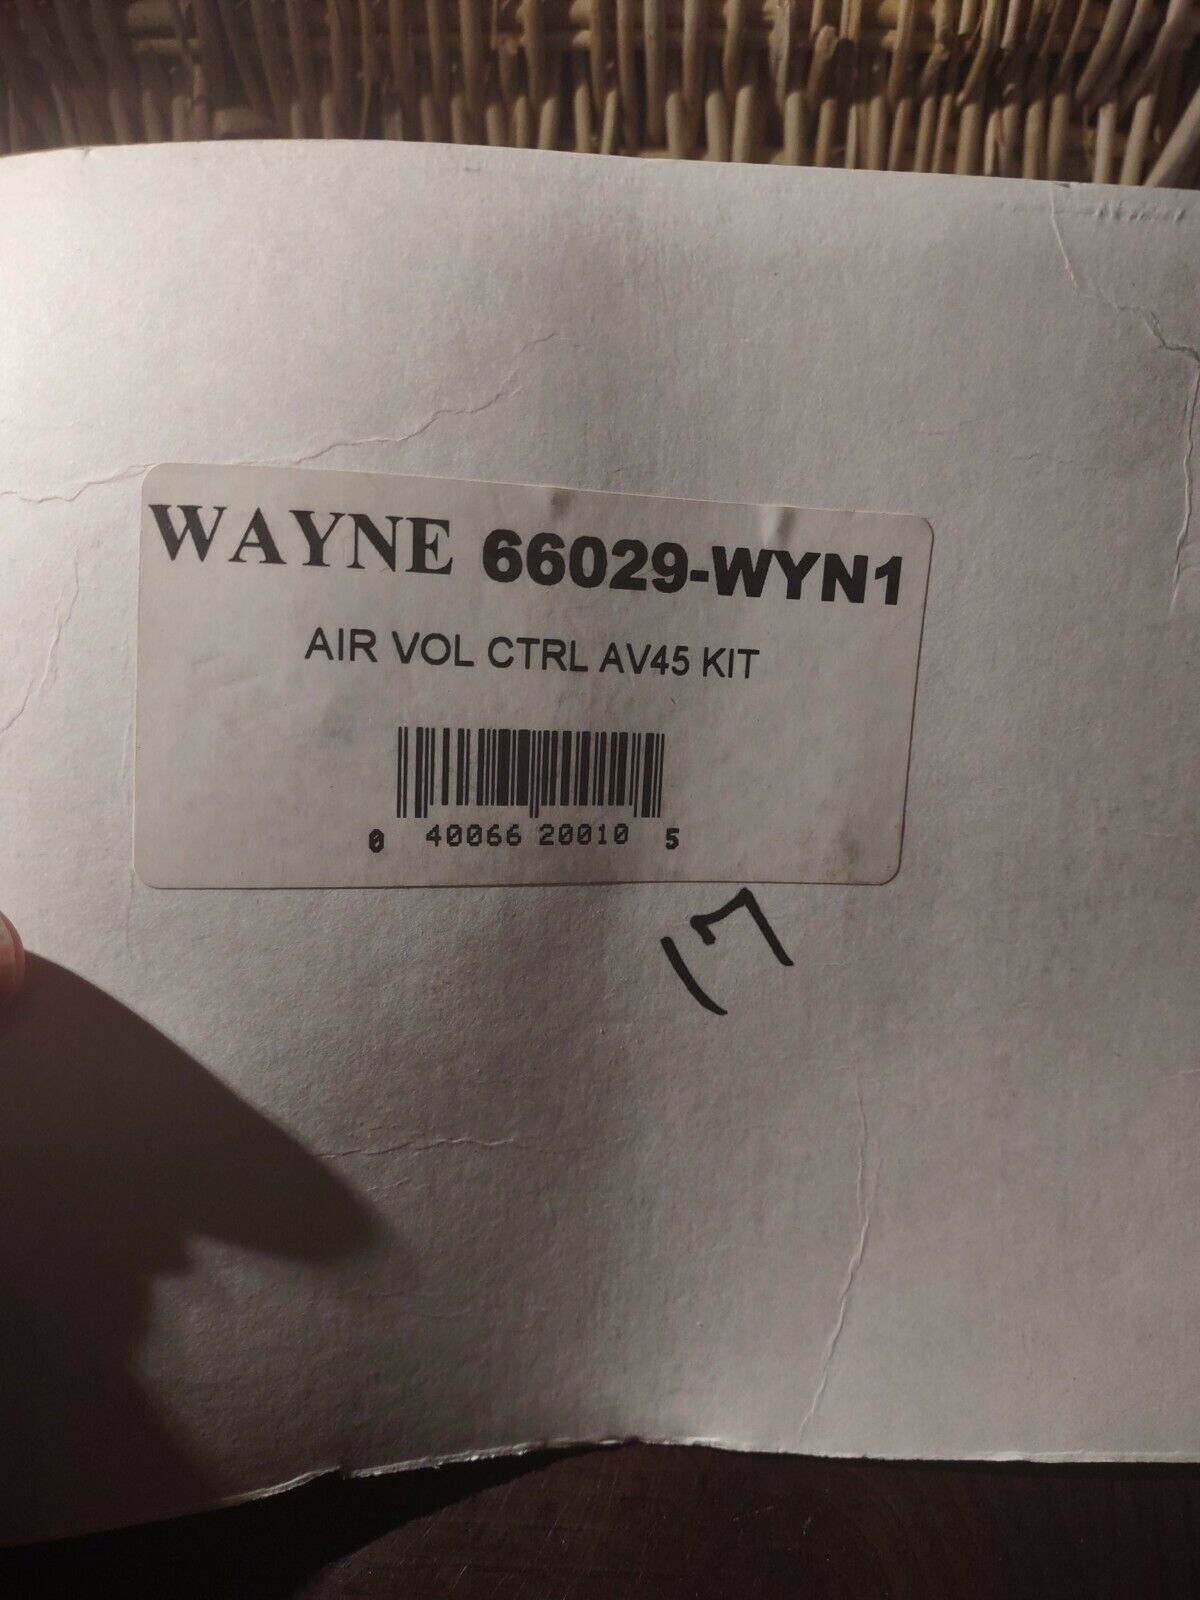 WAYNE 66029-WYN1
AIR VOL CTRL AV45 KIT
0 40066 20010 5
17